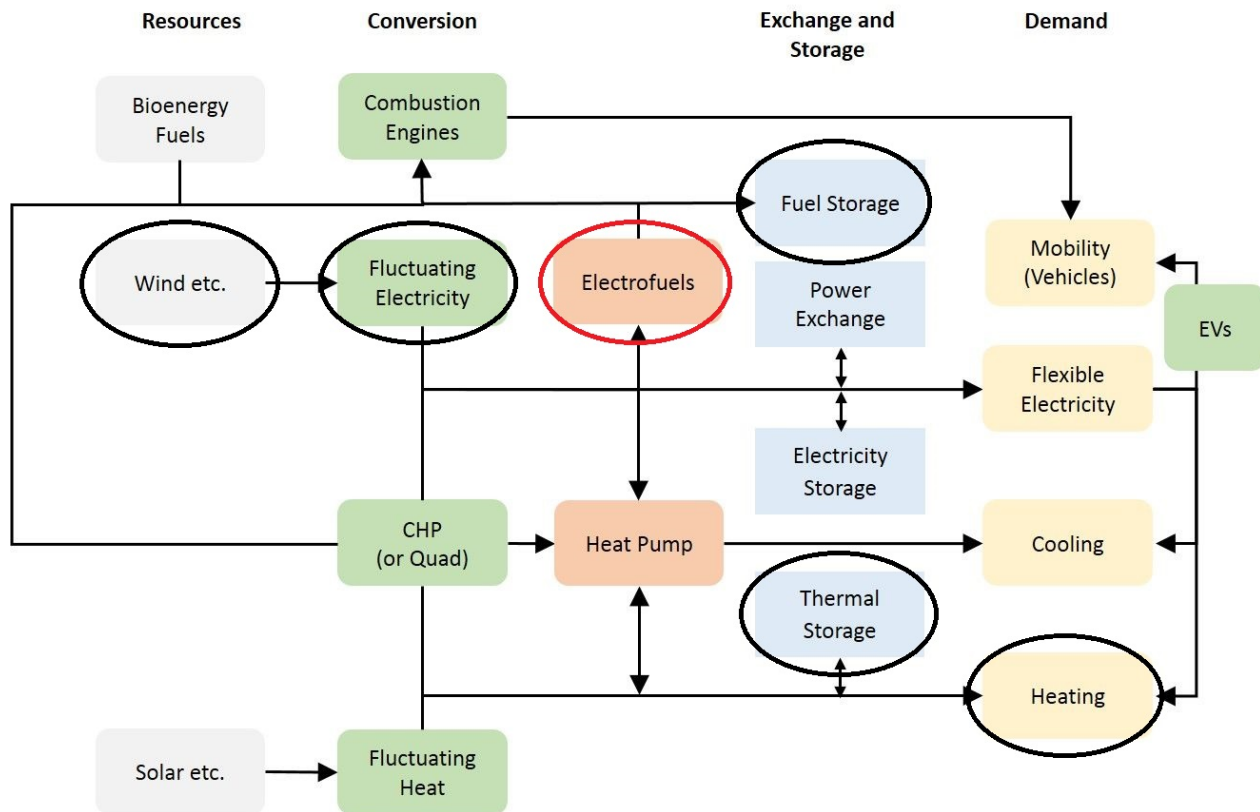 Resources
Conversion
Exchange and
Storage
Demand
Bioenergy
Fuels
Combustion
Engines
Fuel Storage
Wind etc.
Fluctuating
Electricity
Electrofuels
Mobility
(Vehicles)
Power
Exchange
EVs
Flexible
Electricity
Electricity
Storage
CHP
(or Quad)
Heat Pump
Cooling
Thermal
Storage
Heating
Solar etc.
Fluctuating
Heat